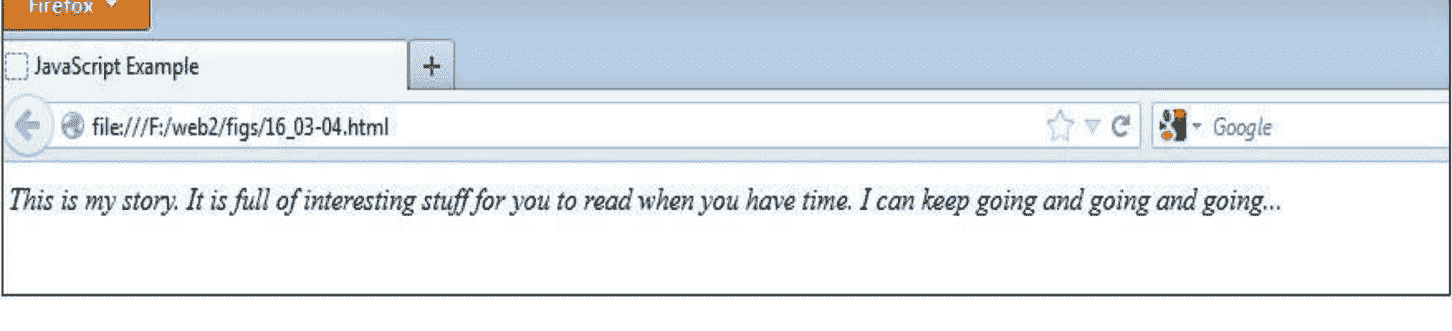 Firefox
JavaScript Example
+
file:///F:/web2/figs/16_03-04.html
Google
This is my story. It is full of interesting stuff for you to read when you have time. I can keep going and going and going...